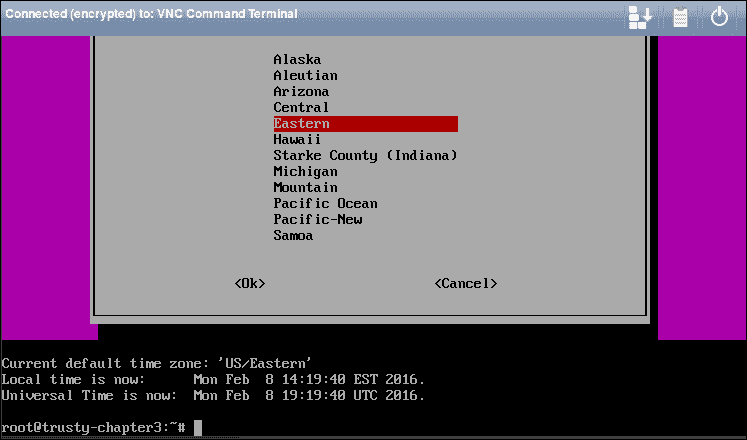 Connected (encrypted) to: VNC Command Terminal
Alaska
Aleutian
Arizona
Central
Eastern
Hawaii
Starke County (Indiana)
Michigan
Mountain
Pacific Ocean
Pacific-New
Samoa
<Ok> <Cancel>
Current default time zone: 'US/Eastern'
Local time is now:      Mon Feb  8 14:19:40 EST 2016.
Universal Time is now:  Mon Feb  8 19:19:40 UTC 2016.
root@trusty-chapter3:~#